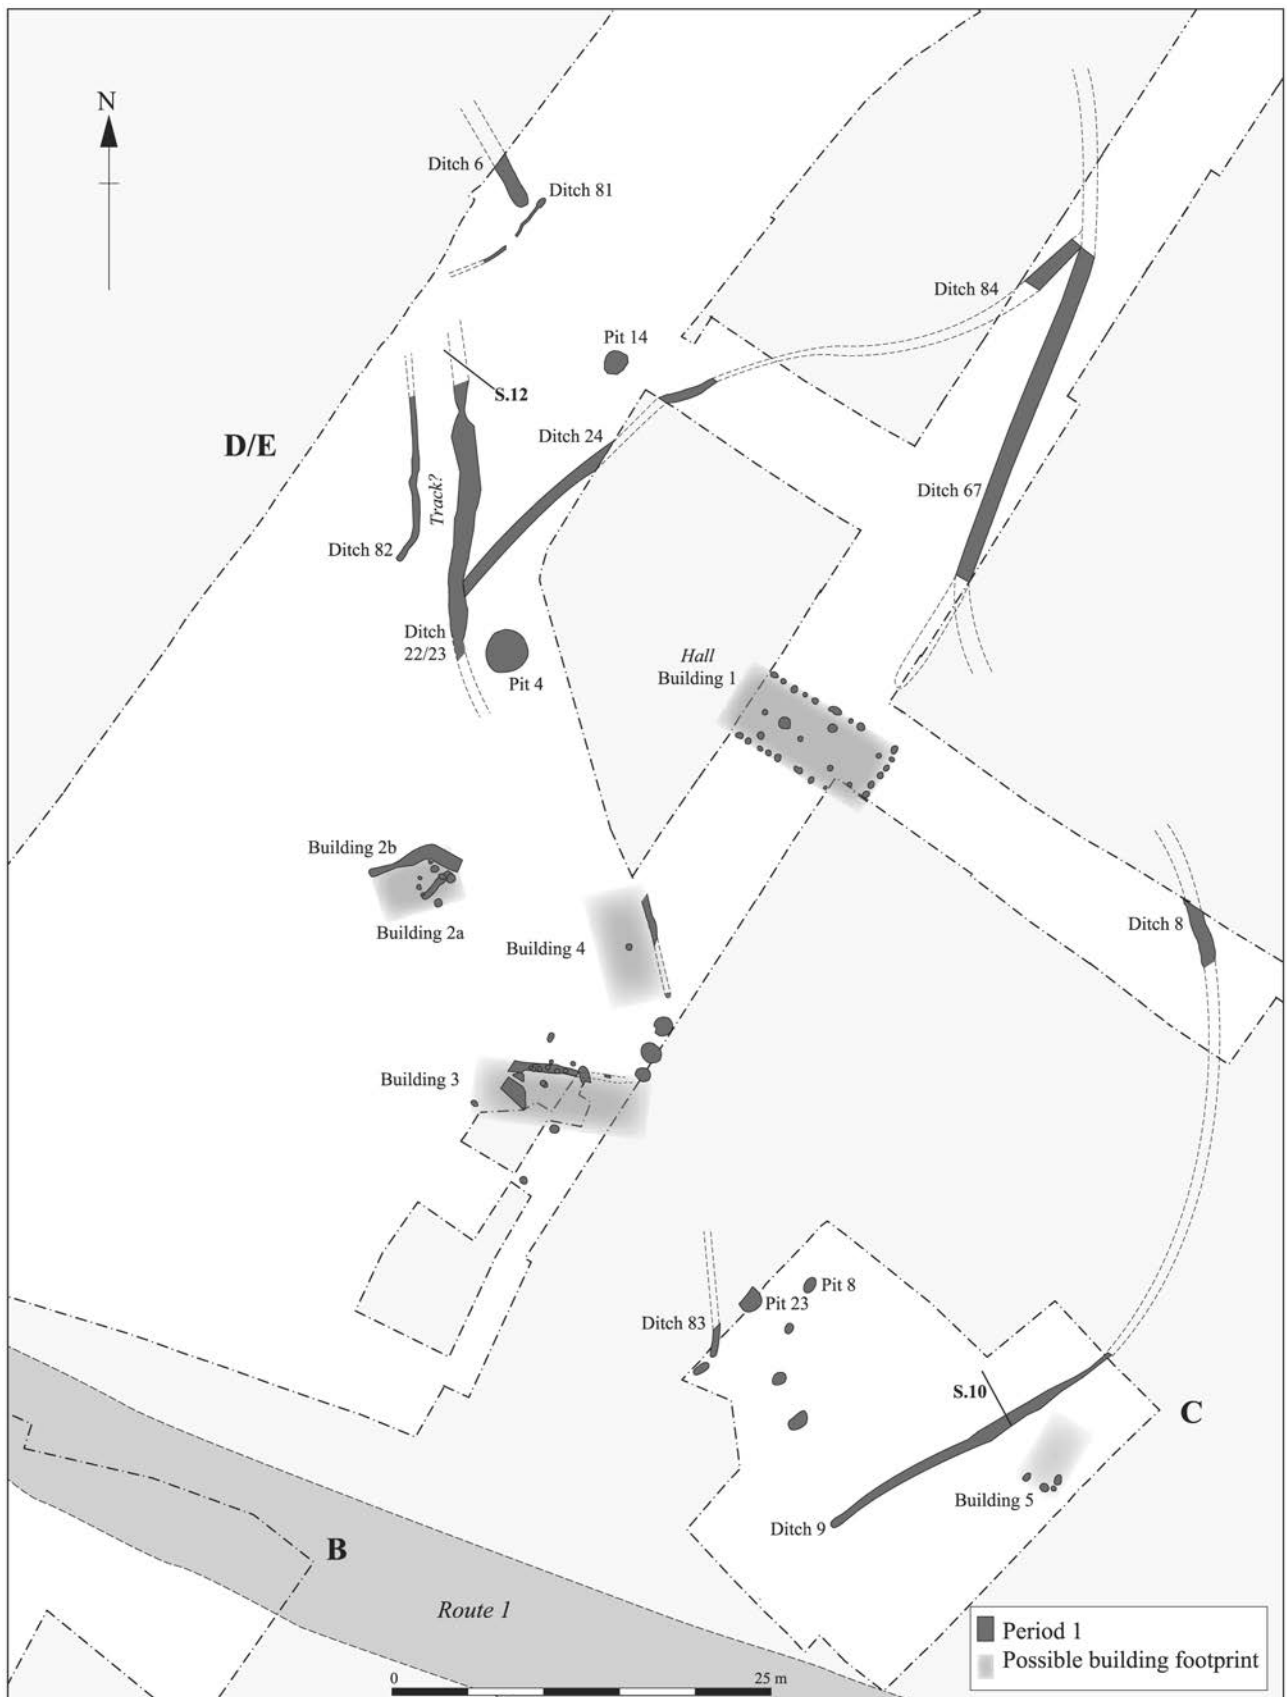 N
Ditch 6
Ditch 81
Ditch 84
Pit 14
S.12
D/E
Ditch 24
Track?
Ditch 67
Ditch 82
Ditch
22/23
Pit 4
Hall
Building 1
Building 2b
Building 2a
Building 4
Ditch 8
Building 3
Pit 8
Pit 23
Ditch 83
S.10
C
Building 5
Ditch 9
B
Route 1
Period 1
Possible building footprint
0
25 m